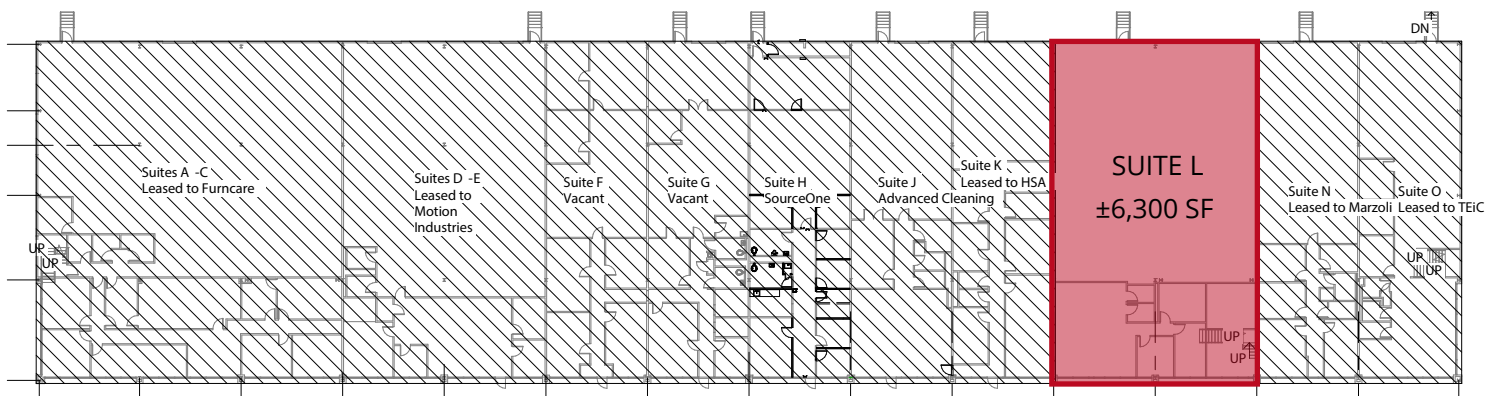 DN
Suites A -C
Leased to Furncare
Suites D -E
Leased to
Motion
Industries
Suite F
Vacant
Suite G
Vacant
Suite H
SourceOne
Suite J
Advanced Cleaning
Suite K
Leased to HSA
SUITE L
±6,300 SF
Suite N
Leased to Marzoli
Suite O
Leased to TEiC
UP
UP
UP
UP
UP
UP